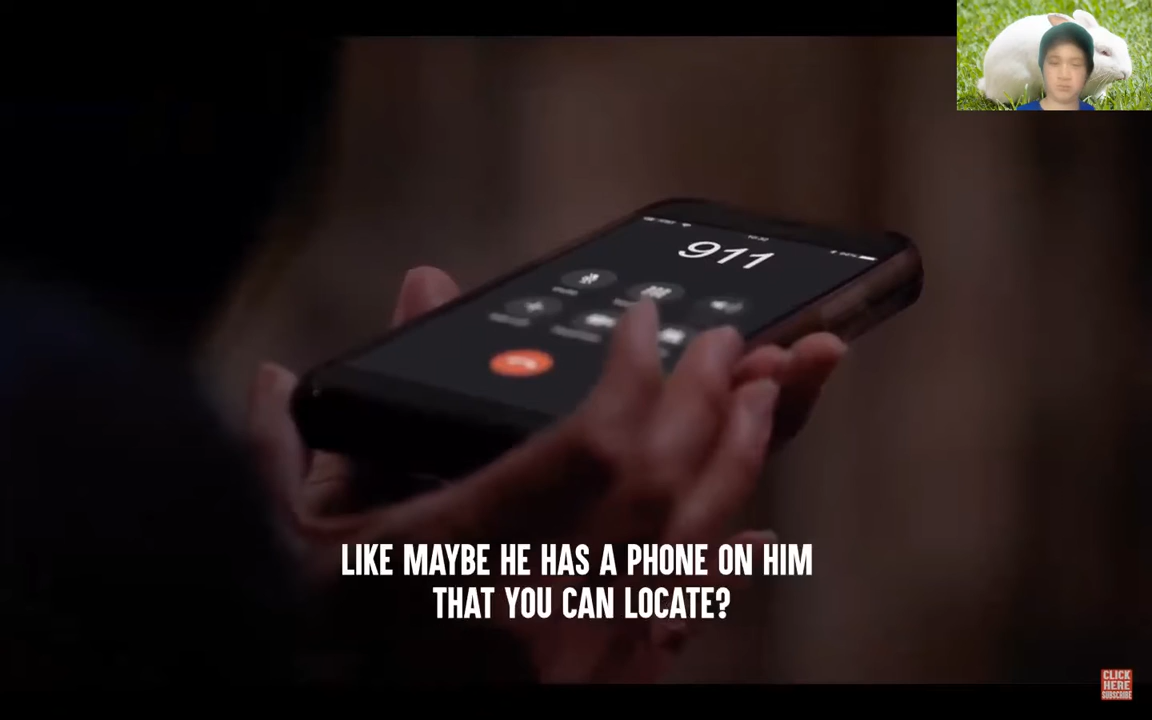 911
LIKE MAYBE HE HAS A PHONE ON HIM
THAT YOU CAN LOCATE?
CLICK
HERE
SUBSCRIBE